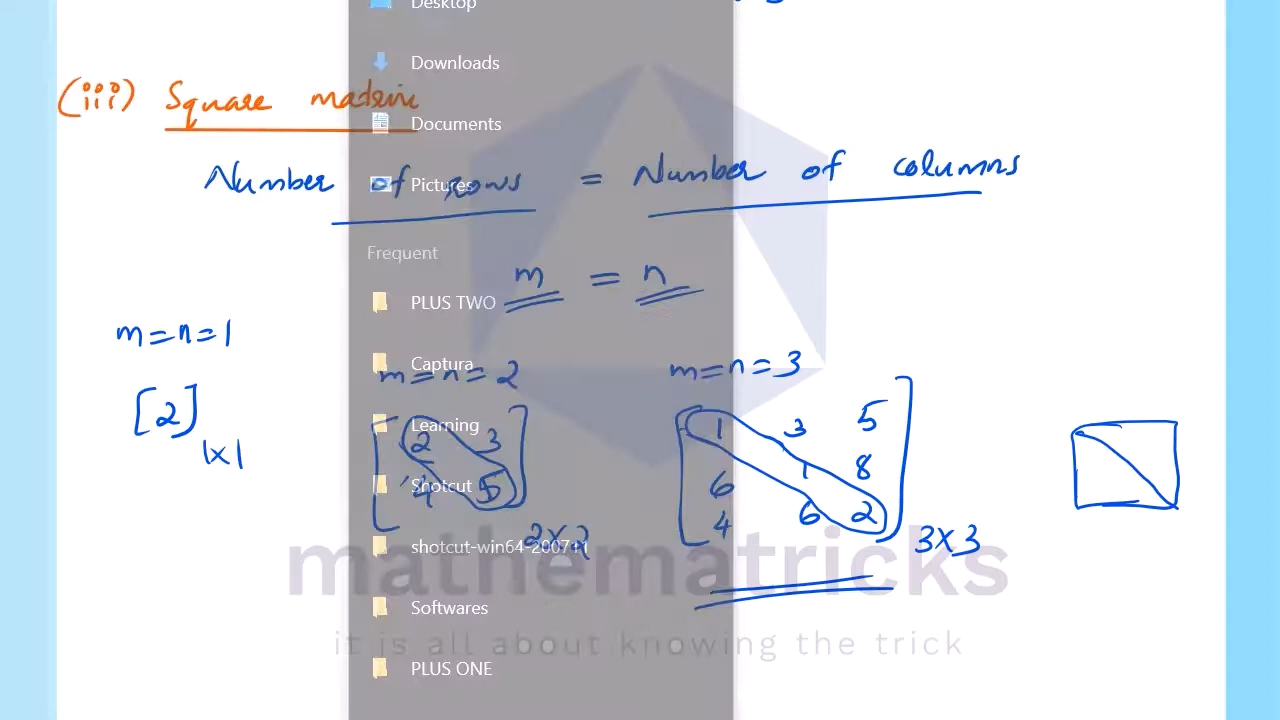 Desktop
Downloads
(iii) Square matrix
Documents
Number of rows = Number of columns
Pictures
Frequent
m = n
PLUS TWO
m=n=1
Captura
m=n=2
m=n=3
[2] 1x1
Learning
2 3
1 3 5
Shotcut
4 5
6 1 8
4 6 2
2x2
3x3
shotcut-win64-200711
mathematricks
Softwares
it is all about knowing the trick
PLUS ONE